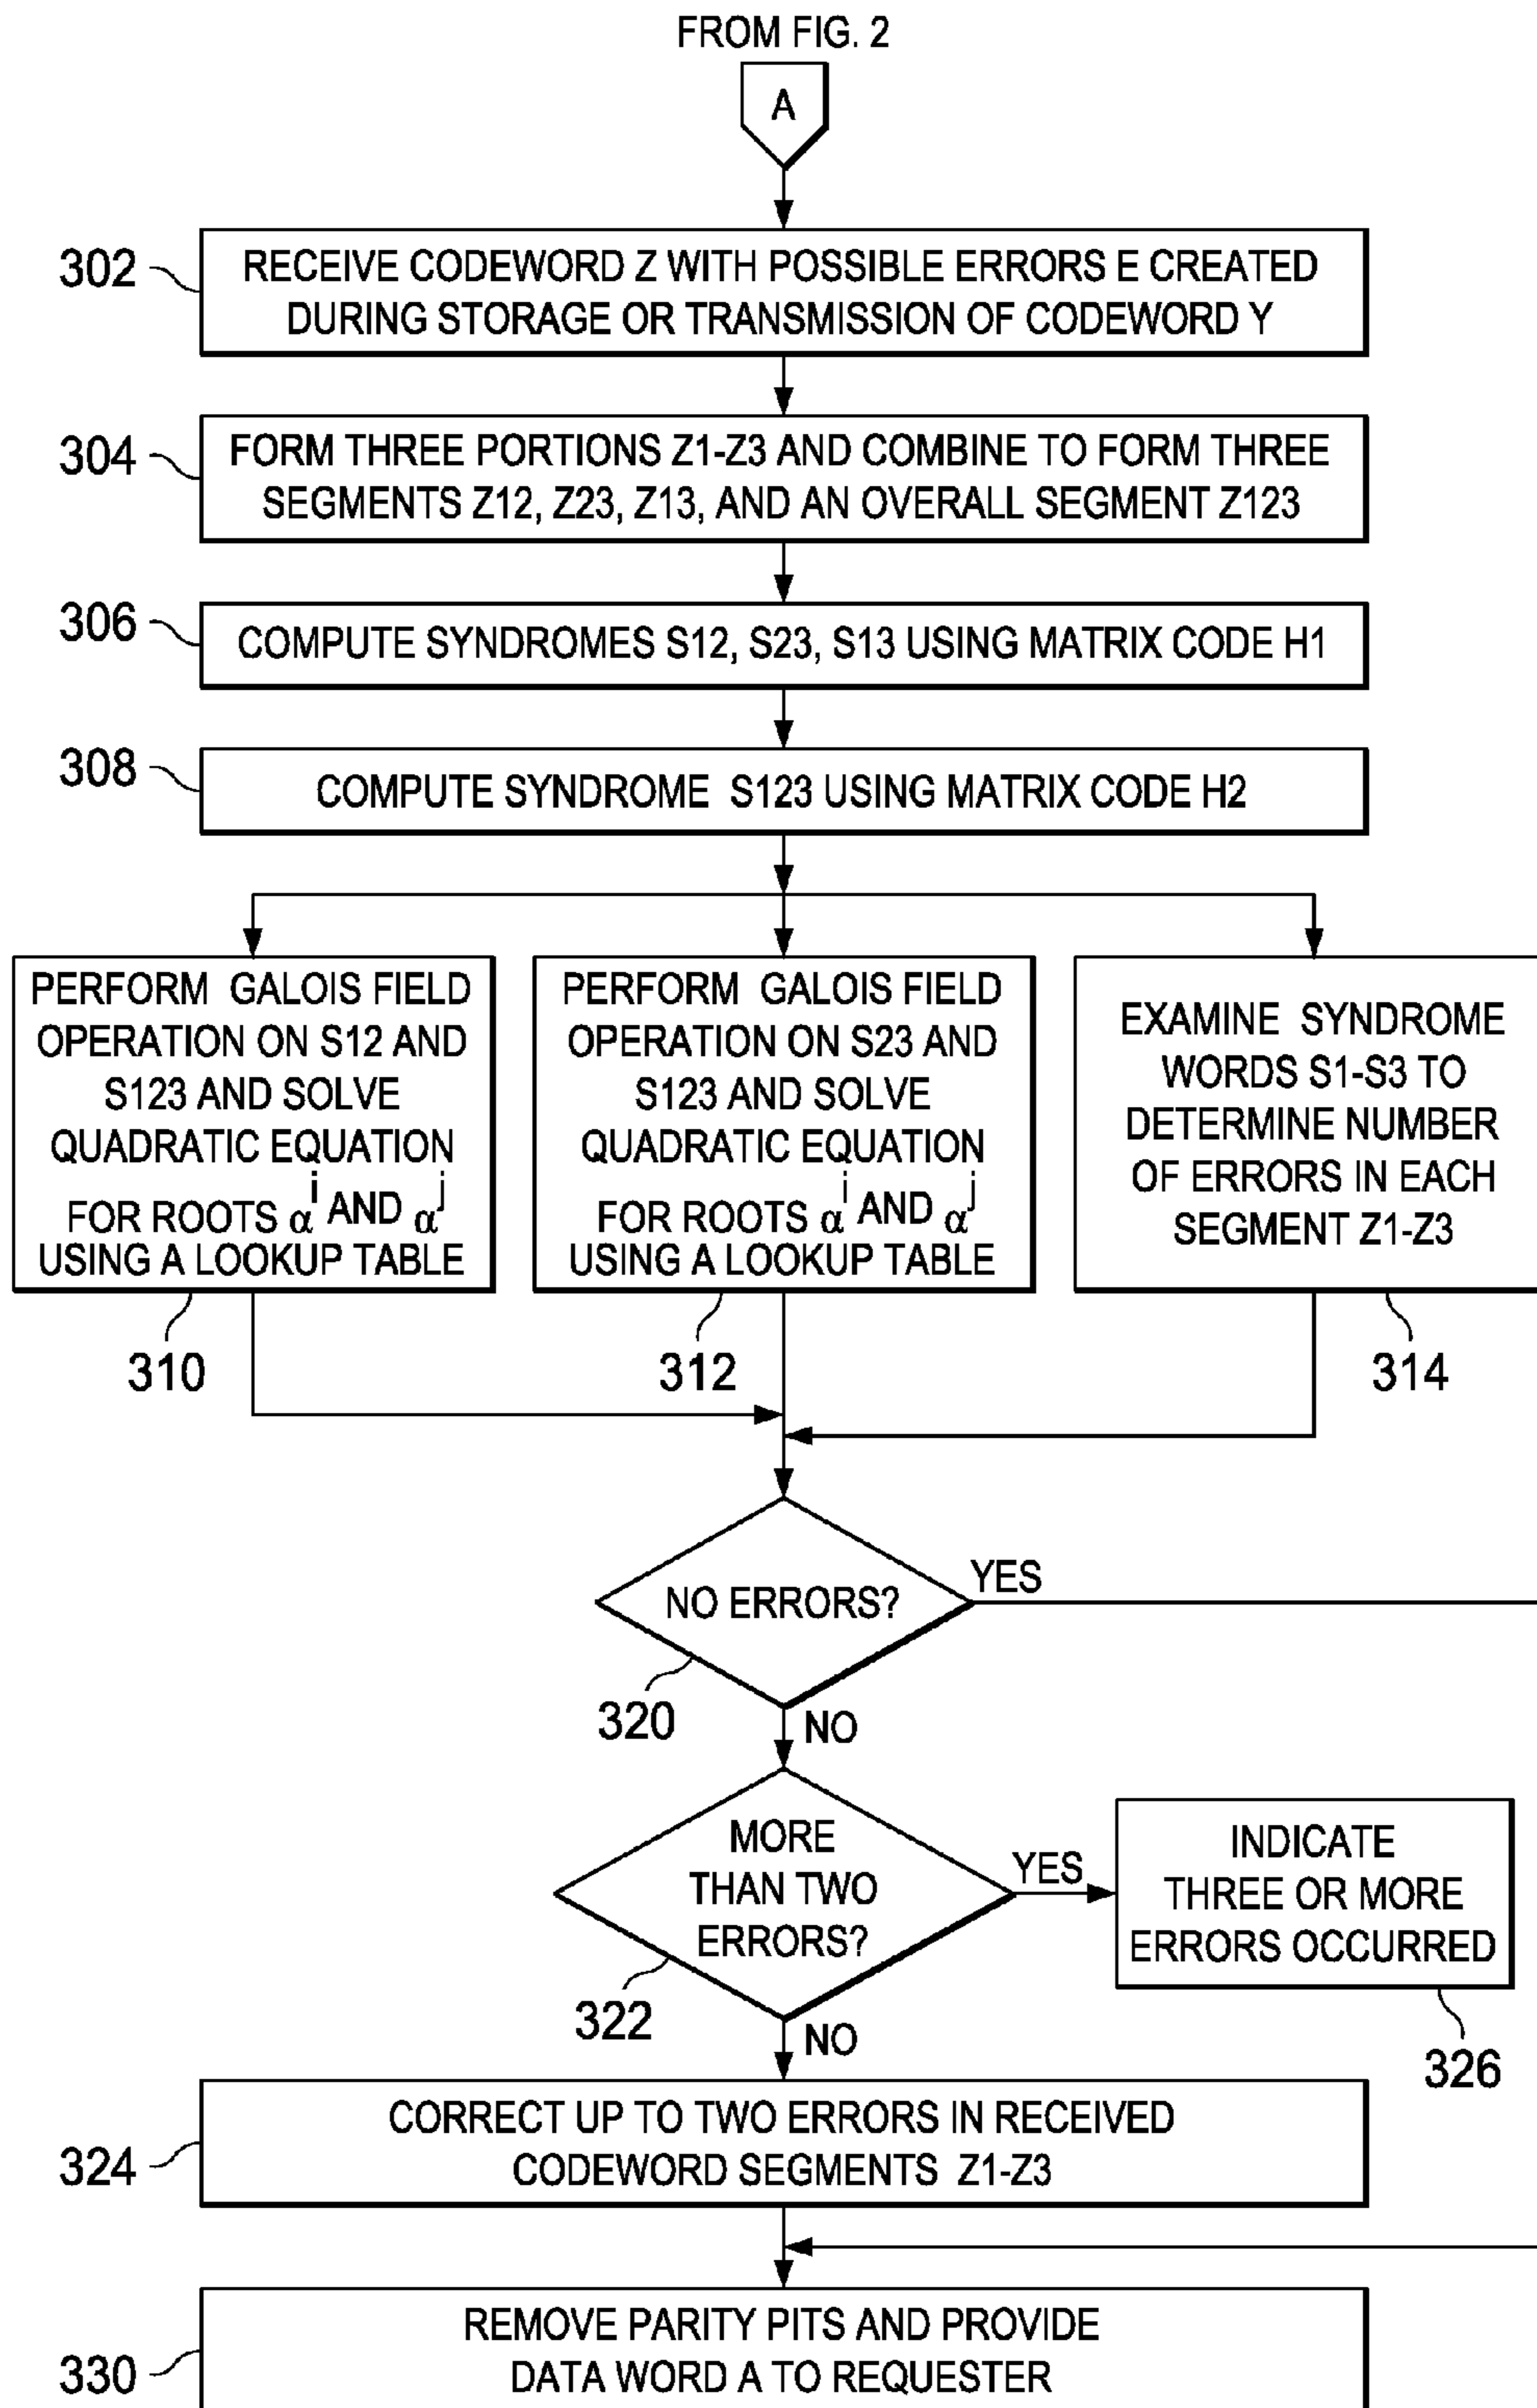 FROM FIG. 2
A
302
RECEIVE CODEWORD Z WITH POSSIBLE ERRORS E CREATED
DURING STORAGE OR TRANSMISSION OF CODEWORD Y
304
FORM THREE PORTIONS Z1-Z3 AND COMBINE TO FORM THREE
SEGMENTS Z12, Z23, Z13, AND AN OVERALL SEGMENT Z123
306
COMPUTE SYNDROMES S12, S23, S13 USING MATRIX CODE H1
308
COMPUTE SYNDROME S123 USING MATRIX CODE H2
PERFORM GALOIS FIELD
OPERATION ON S12 AND
S123 AND SOLVE
QUADRATIC EQUATION
FOR ROOTS α^i AND α^j
USING A LOOKUP TABLE
310
PERFORM GALOIS FIELD
OPERATION ON S23 AND
S123 AND SOLVE
QUADRATIC EQUATION
FOR ROOTS α^i AND α^j
USING A LOOKUP TABLE
312
EXAMINE SYNDROME
WORDS S1-S3 TO
DETERMINE NUMBER
OF ERRORS IN EACH
SEGMENT Z1-Z3
314
NO ERRORS?
YES
320
NO
MORE
THAN TWO
ERRORS?
YES
322
NO
INDICATE
THREE OR MORE
ERRORS OCCURRED
326
324
CORRECT UP TO TWO ERRORS IN RECEIVED
CODEWORD SEGMENTS Z1-Z3
330
REMOVE PARITY PITS AND PROVIDE
DATA WORD A TO REQUESTER